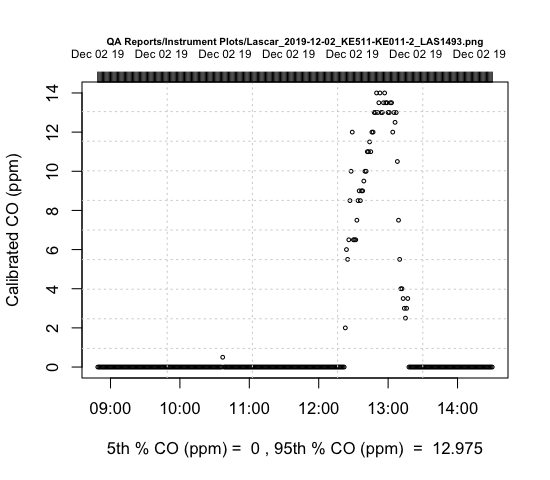 QA Reports/Instrument Plots/Lascar_2019-12-02_KE511-KE011-2_LAS1493.png
Dec 02 19 Dec 02 19 Dec 02 19 Dec 02 19 Dec 02 19 Dec 02 19 Dec 02 19
14
12
10
8
6
4
2
0
Calibrated CO (ppm)
09:00 10:00 11:00 12:00 13:00 14:00
5th % CO (ppm) = 0 , 95th % CO (ppm) = 12.975